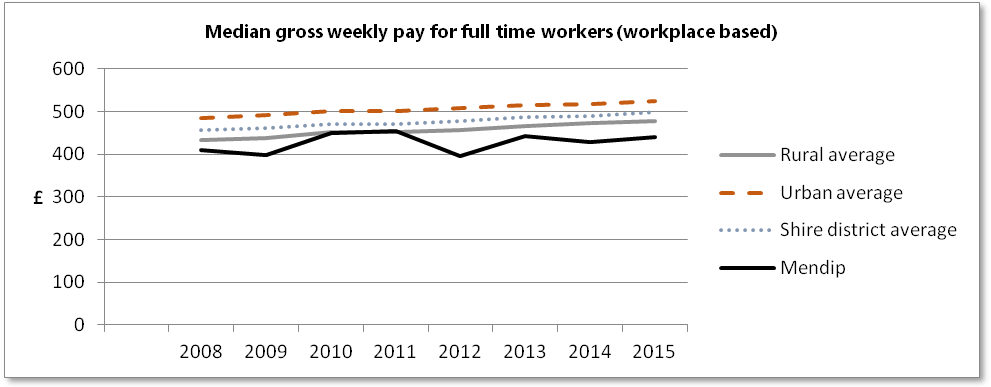 Median gross weekly pay for full time workers (workplace based)
600
500
400
300
200
100
0
£
2008 2009 2010 2011 2012 2013 2014 2015
Rural average
Urban average
Shire district average
Mendip